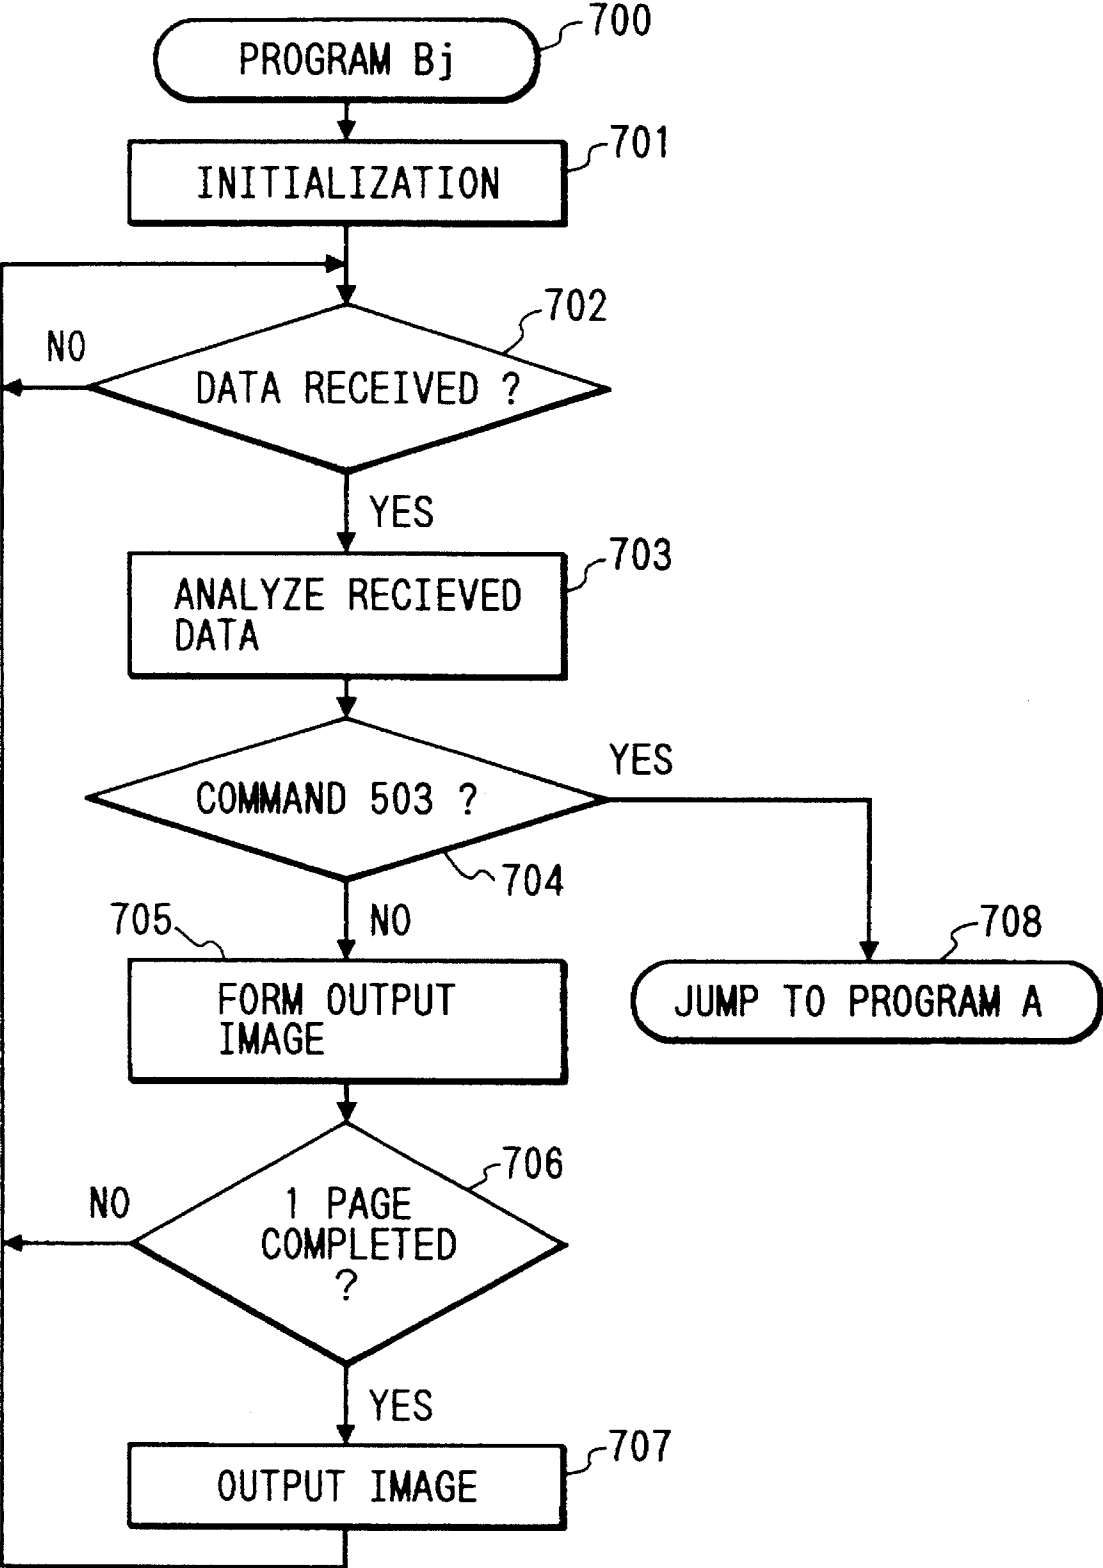 700
PROGRAM Bj
701
INITIALIZATION
702
NO
DATA RECEIVED ?
YES
703
ANALYZE RECIEVED
DATA
YES
COMMAND 503 ?
704
NO
705
708
FORM OUTPUT
IMAGE
JUMP TO PROGRAM A
706
NO
1 PAGE
COMPLETED
?
YES
707
OUTPUT IMAGE